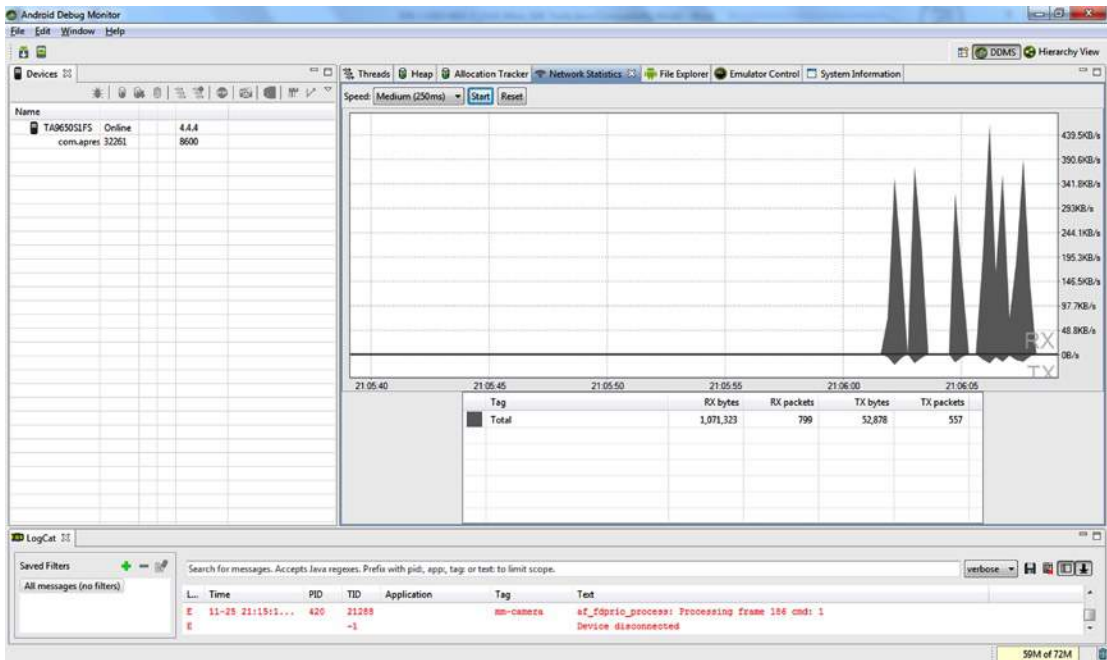 Android Debug Monitor
File Edit Window Help
DDMS Hierarchy View
Devices
Threads Heap Allocation Tracker Network Statistics File Explorer Emulator Control System Information
Speed: Medium (250ms) Start Reset
Name
TA9650S1FS Online 4.4.4
com.apres 32261 8600
439.5KB/s
390.6KB/s
341.8KB/s
293KB/s
244.1KB/s
195.3KB/s
146.5KB/s
97.7KB/s
48.8KB/s
RX
0B/s
TX
21:05:40 21:05:45 21:05:50 21:05:55 21:06:00 21:06:05
Tag RX bytes RX packets TX bytes TX packets
Total 1,071,323 799 52,878 557
LogCat
Saved Filters
All messages (no filters)
Search for messages. Accepts Java regexes. Prefix with pid:, app:, tag: or text: to limit scope.
verbose
L... Time PID TID Application Tag Text
E 11-25 21:15:1... 420 21288 mm-camera af_fdprio_process: Processing frame 186 cmd: 1
E -1 Device disconnected
59M of 72M